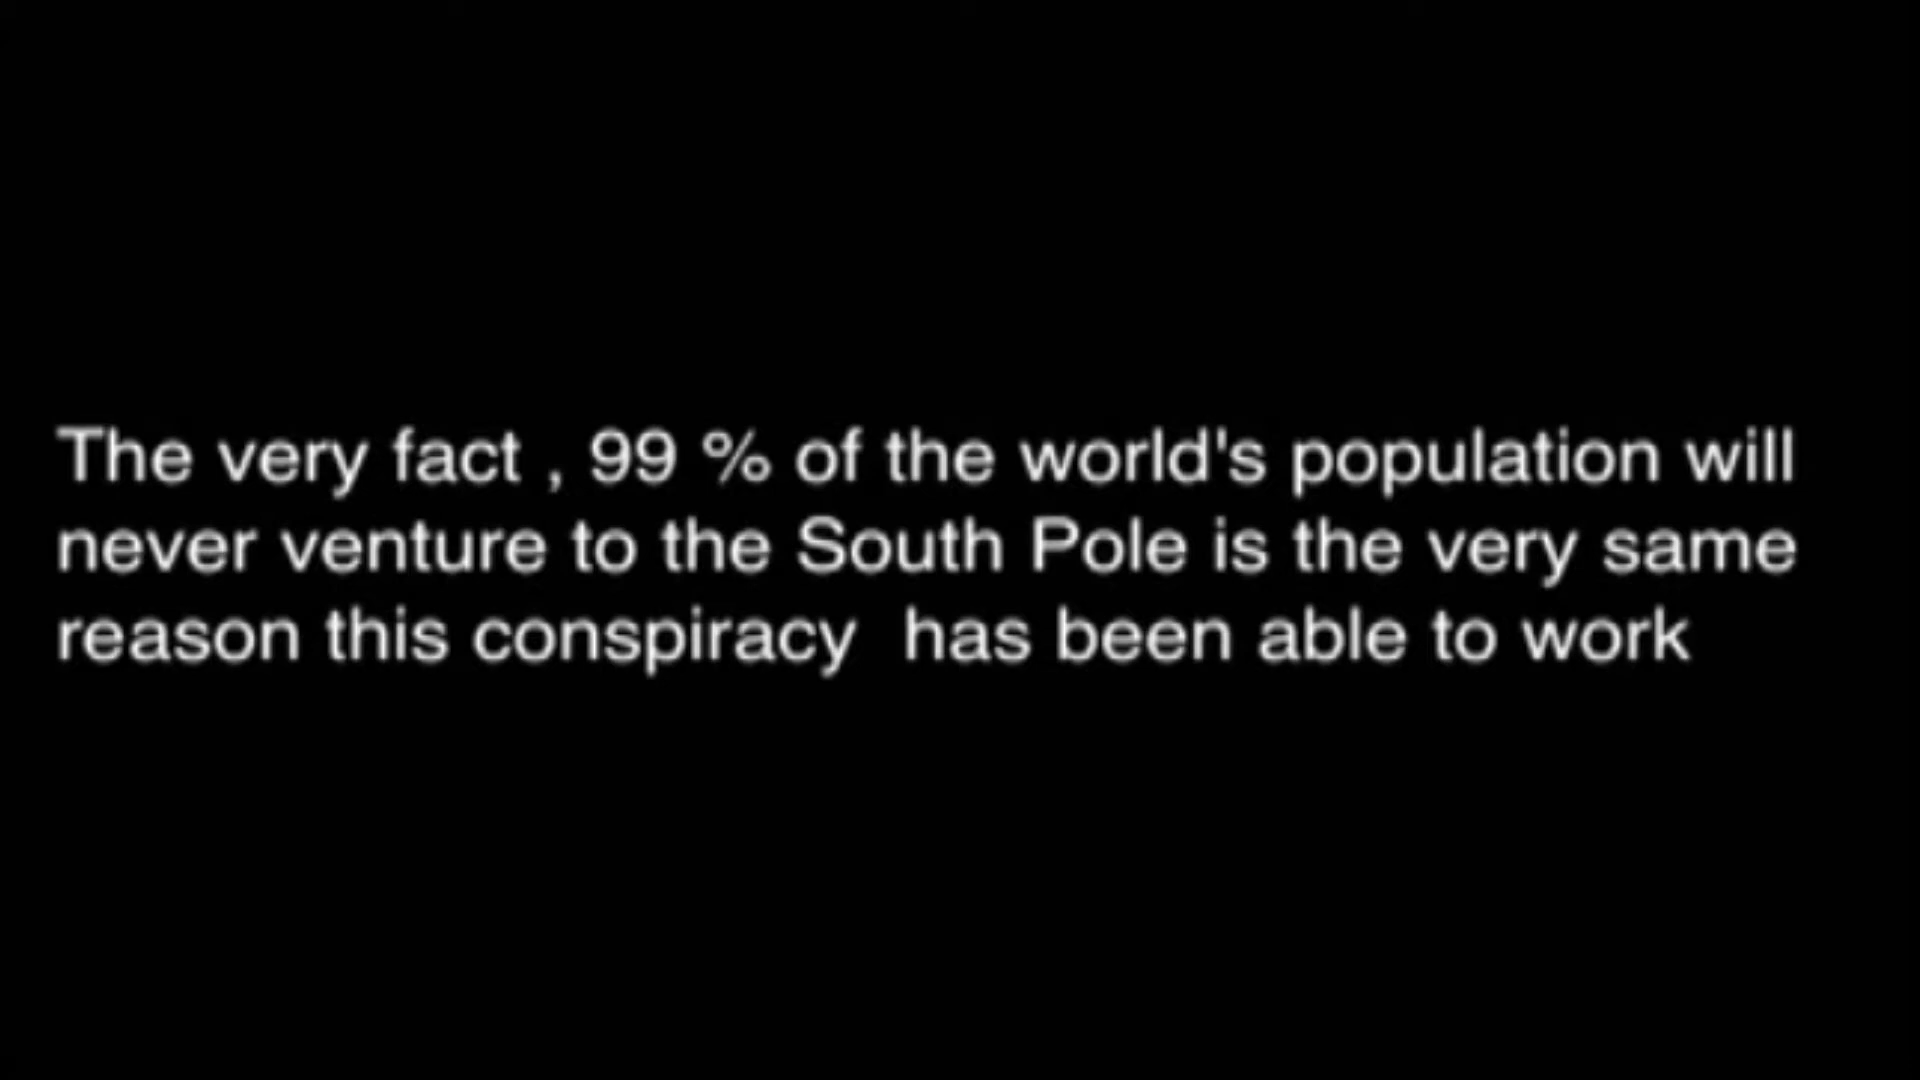 The very fact , 99 % of the world's population will
never venture to the South Pole is the very same
reason this conspiracy  has been able to work